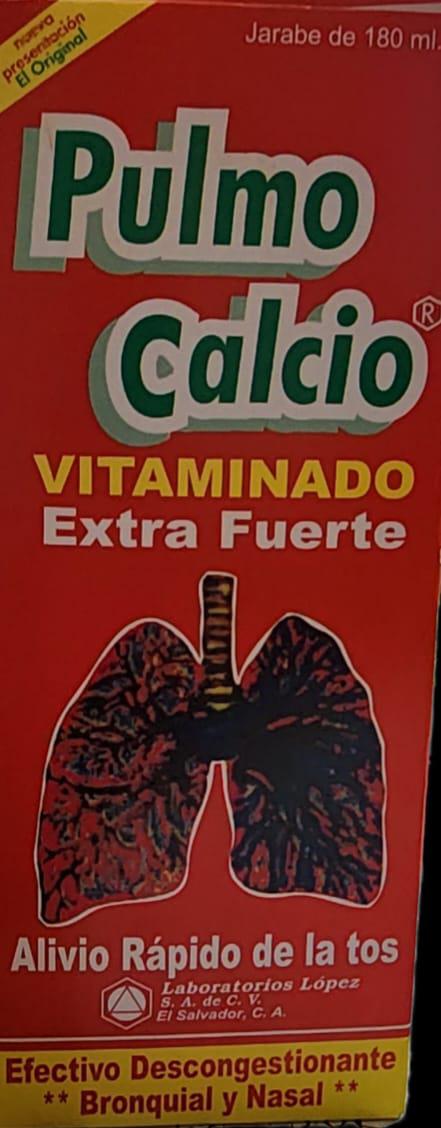 nueva
presentación
El Original
Jarabe de 180 ml.
Pulmo
Calcio®
VITAMINADO
Extra Fuerte
Alivio Rápido de la tos
Laboratorios López
S. A. de C. V.
El Salvador, C. A.
Efectivo Descongestionante
** Bronquial y Nasal **